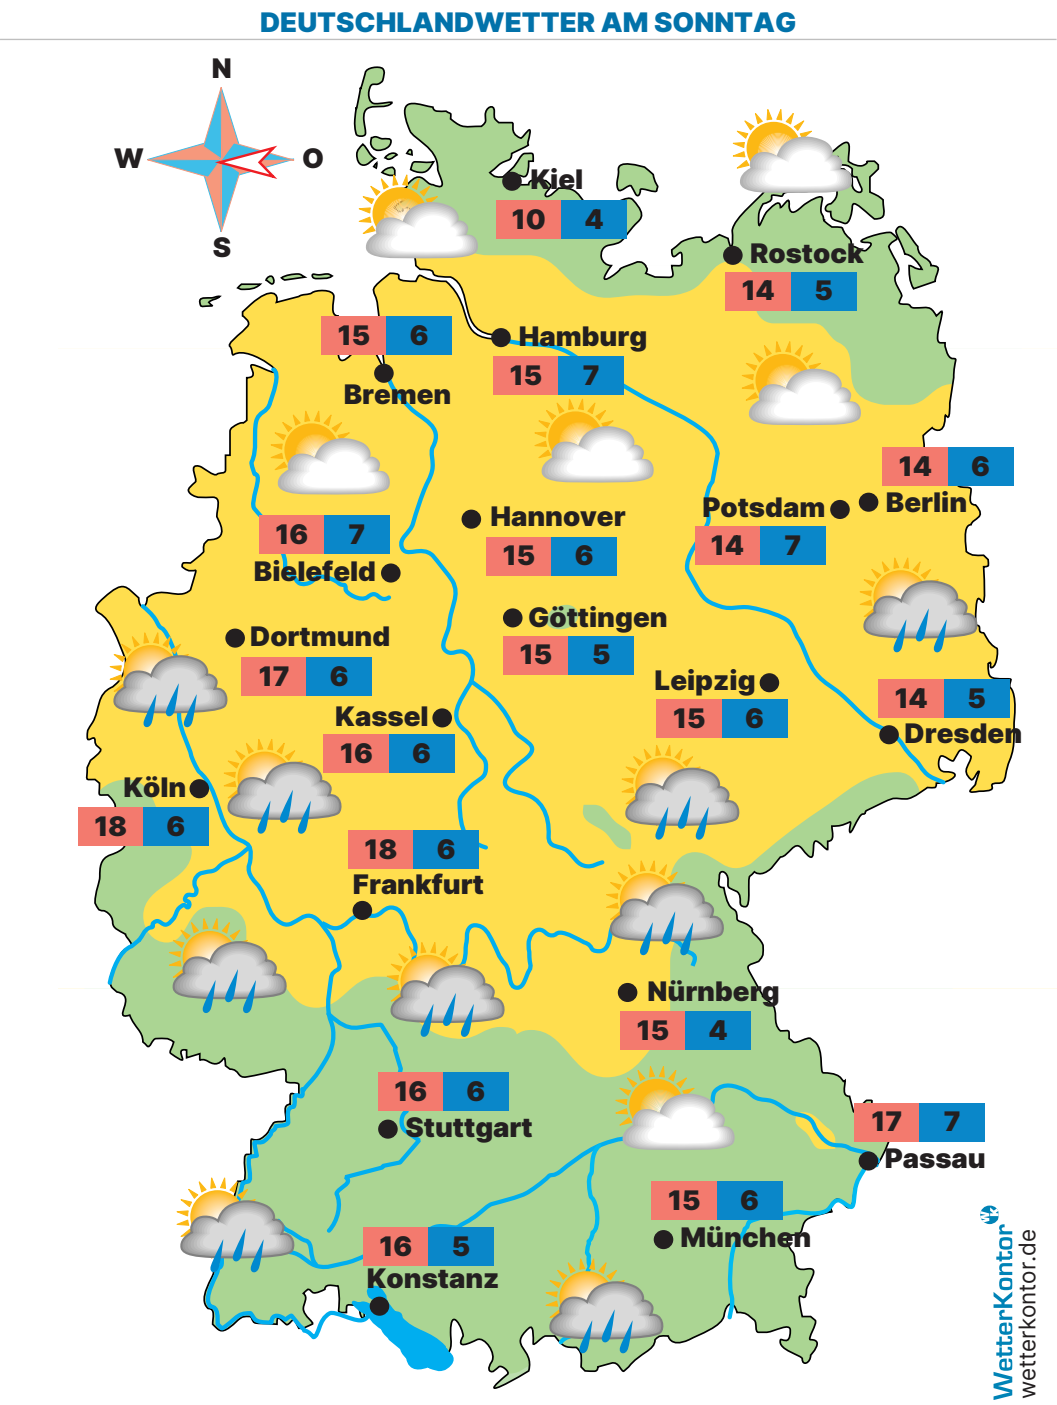 DEUTSCHLANDWETTER AM SONNTAG
N
W O
S
Kiel
10 4
Rostock
14 5
15 6
Bremen
Hamburg
15 7
14 6
Berlin
Potsdam
14 7
Hannover
15 6
16 7
Bielefeld
Göttingen
15 5
Dortmund
17 6
Leipzig
15 6
14 5
Dresden
Kassel
16 6
Köln
18 6
18 6
Frankfurt
Nürnberg
15 4
16 6
Stuttgart
17 7
Passau
15 6
München
16 5
Konstanz
WetterKontor
wetterkontor.de